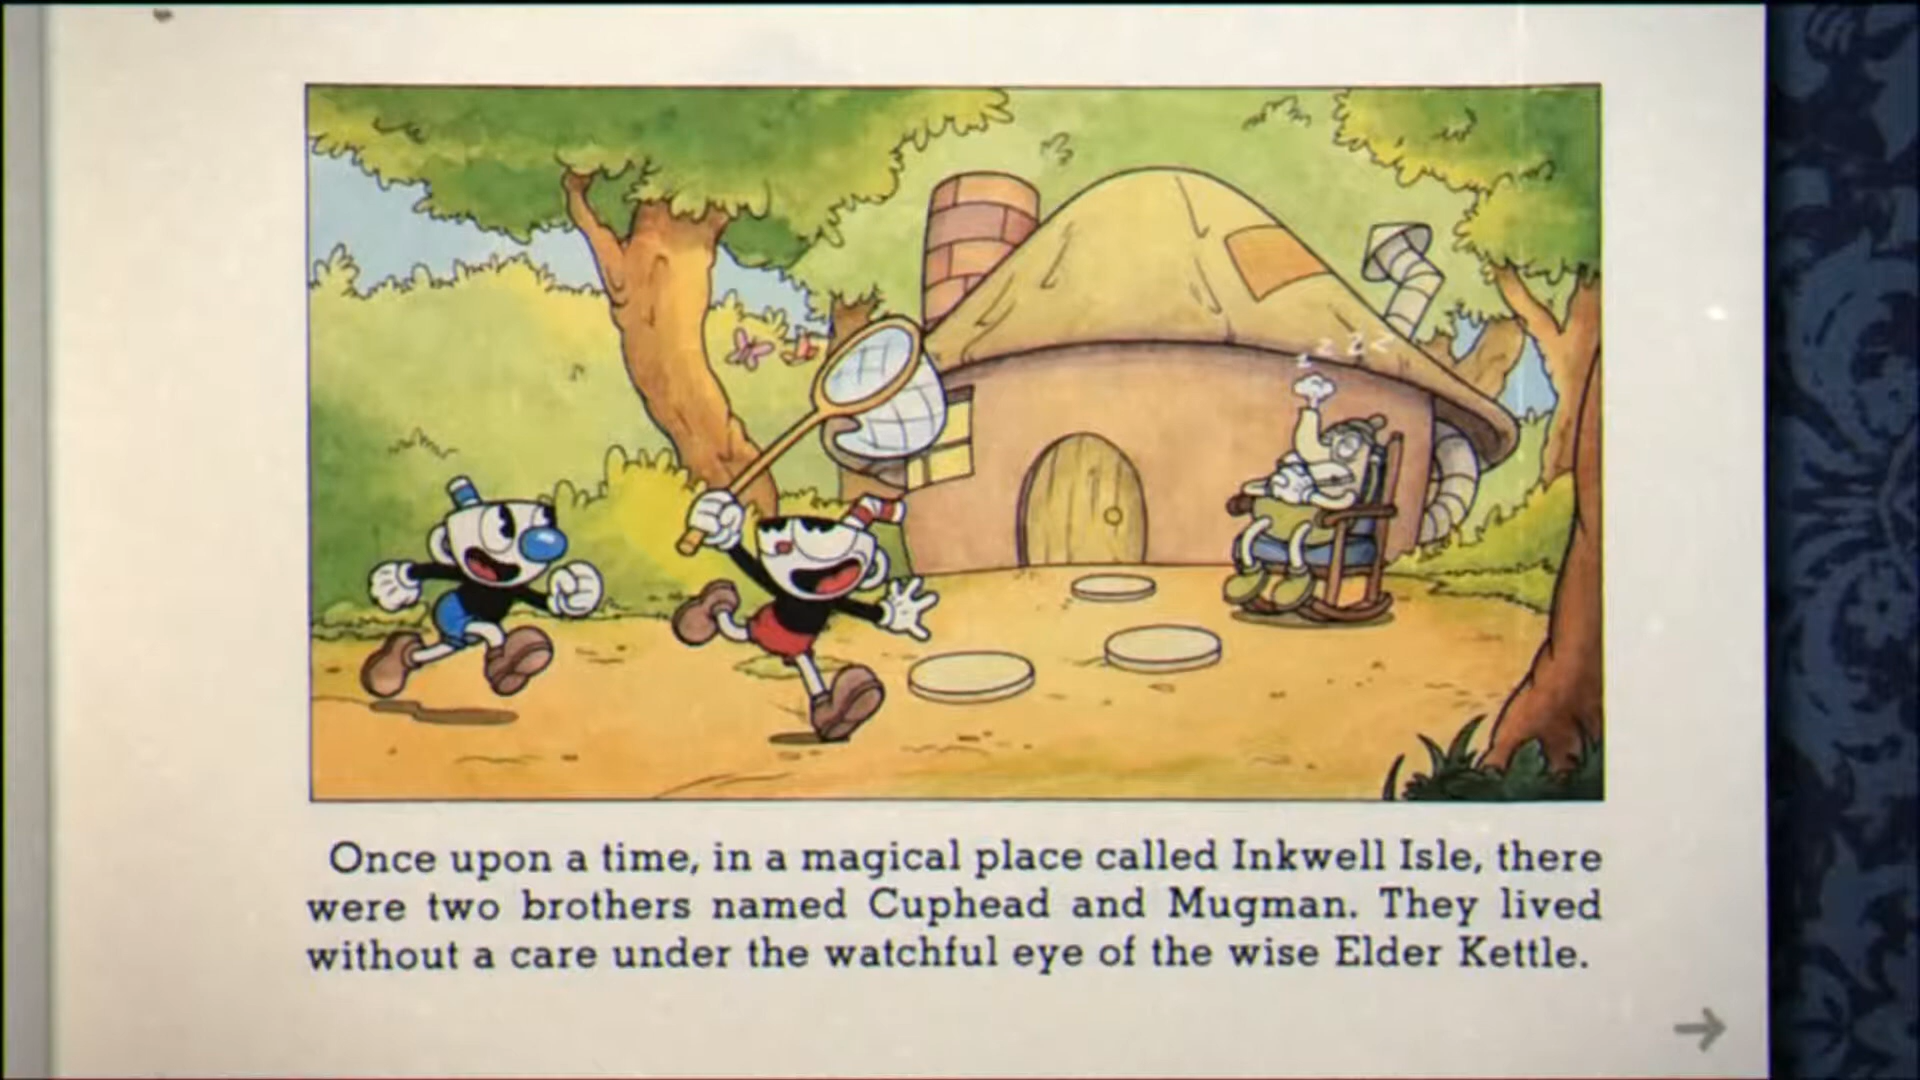 z z z z
Once upon a time, in a magical place called Inkwell Isle, there
were two brothers named Cuphead and Mugman. They lived
without a care under the watchful eye of the wise Elder Kettle.